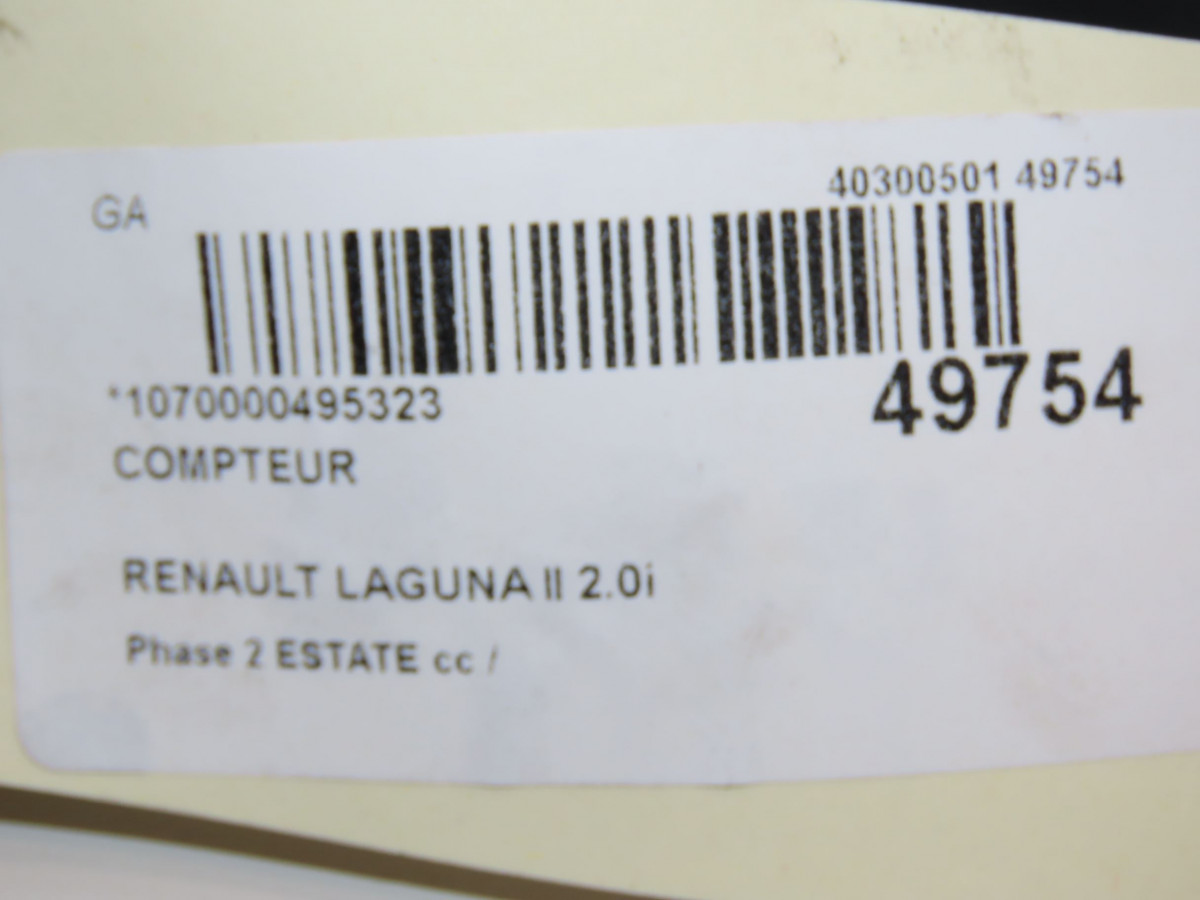 GA
40300501 49754
*1070000495323
49754
COMPTEUR
RENAULT LAGUNA II 2.0i
Phase 2 ESTATE cc /